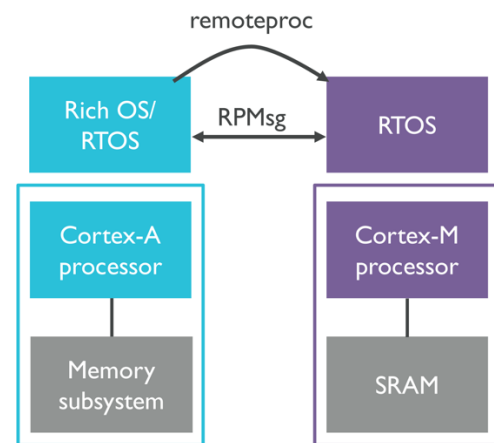 remoteproc
Rich OS/
RTOS
RPMsg
RTOS
Cortex-A
processor
Cortex-M
processor
Memory
subsystem
SRAM